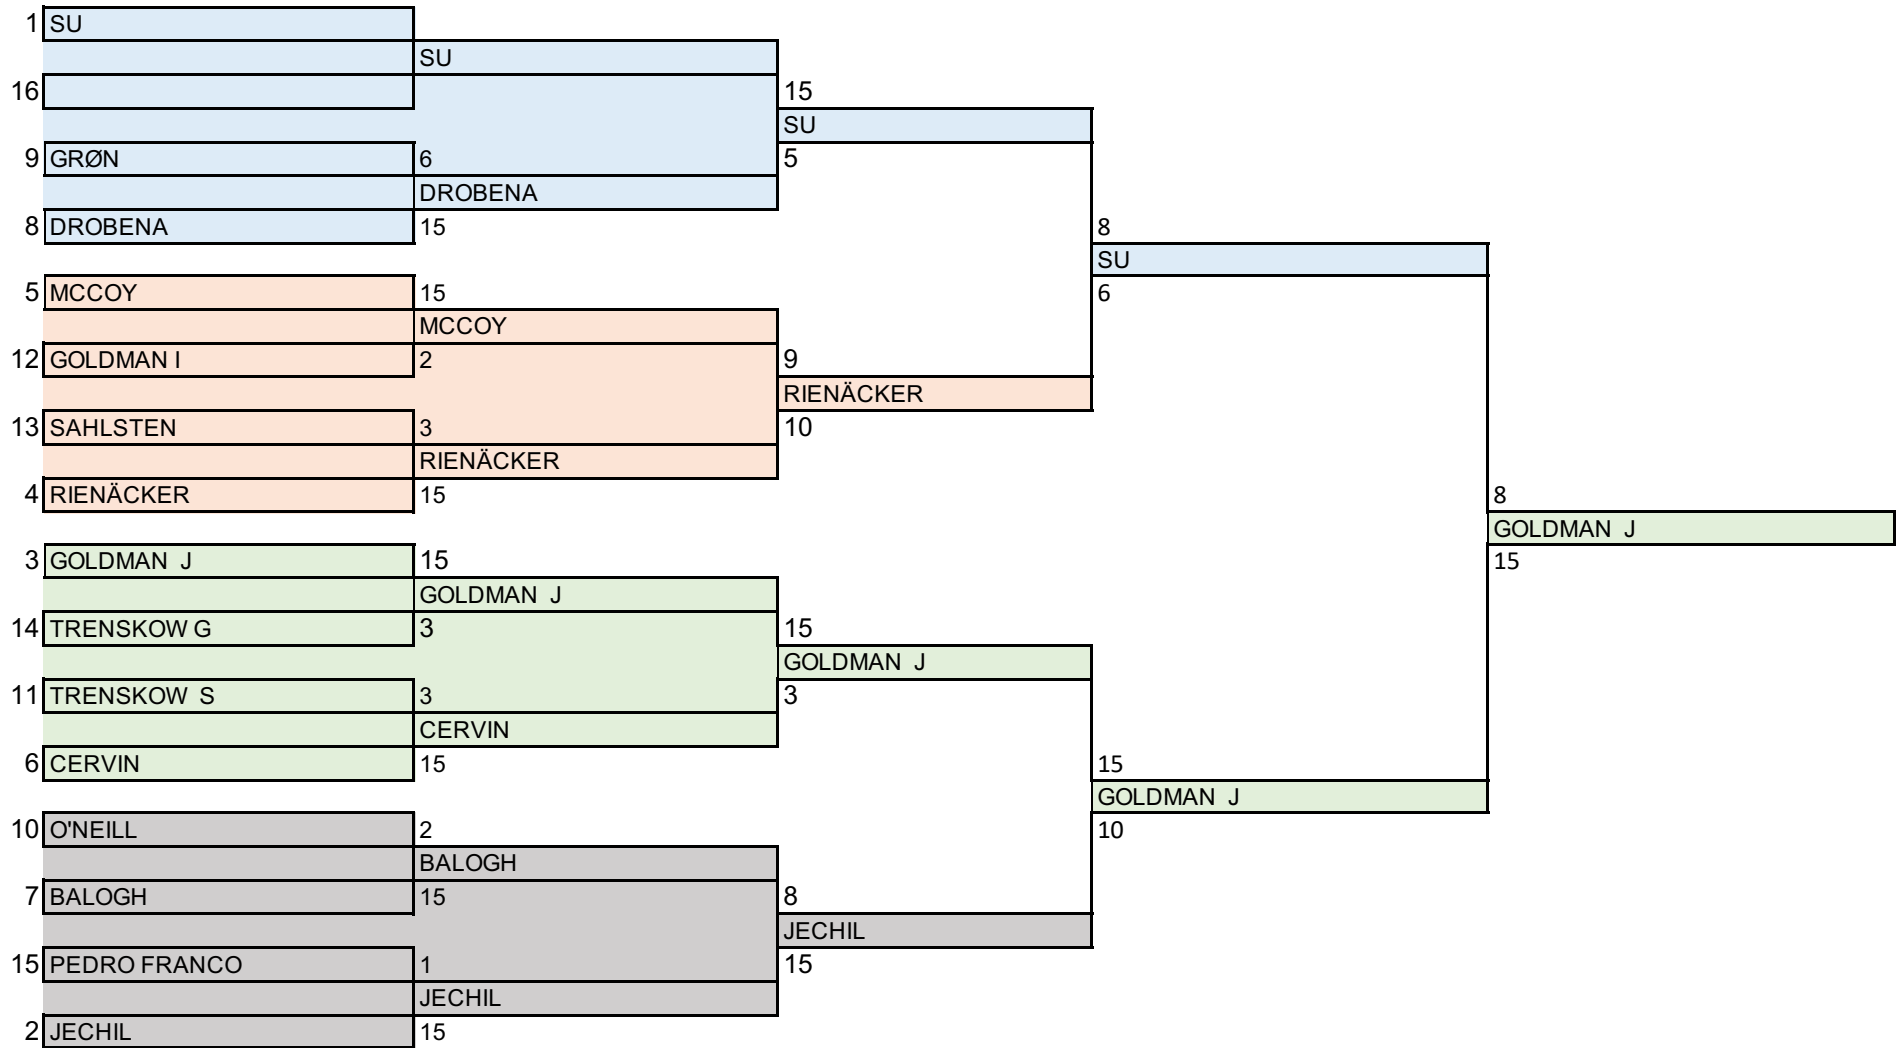 1 SU
SU
16 15
SU
9 GRØN 6 5
DROBENA
8 DROBENA 15 8
SU
5 MCCOY 15 6
MCCOY
12 GOLDMAN I 2 9
RIENÄCKER
13 SAHLSTEN 3 10
RIENÄCKER
4 RIENÄCKER 15 8
GOLDMAN J
3 GOLDMAN J 15 15
GOLDMAN J
14 TRENSKOW G 3 15
GOLDMAN J
11 TRENSKOW S 3 3
CERVIN
6 CERVIN 15 15
GOLDMAN J
10 O'NEILL 2 10
BALOGH
7 BALOGH 15 8
JECHIL
15 PEDRO FRANCO 1 15
JECHIL
2 JECHIL 15